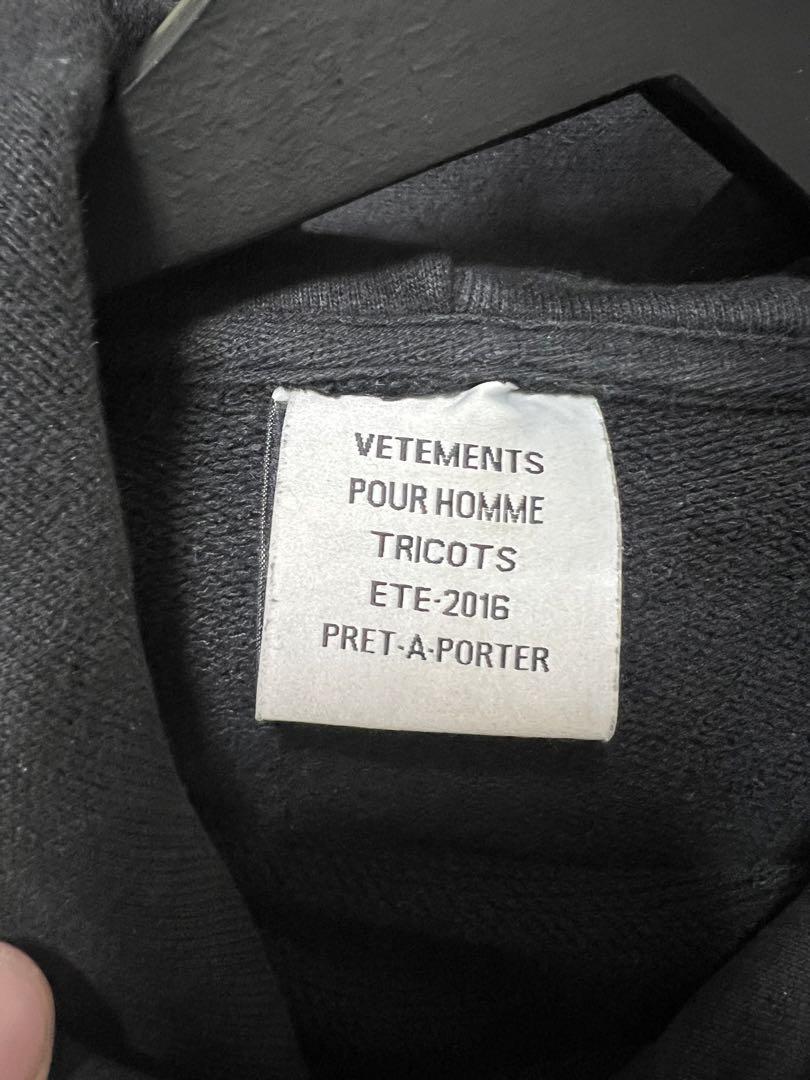 VETEMENTS
POUR HOMME
TRICOTS
ETE-2016
PRET-A-PORTER